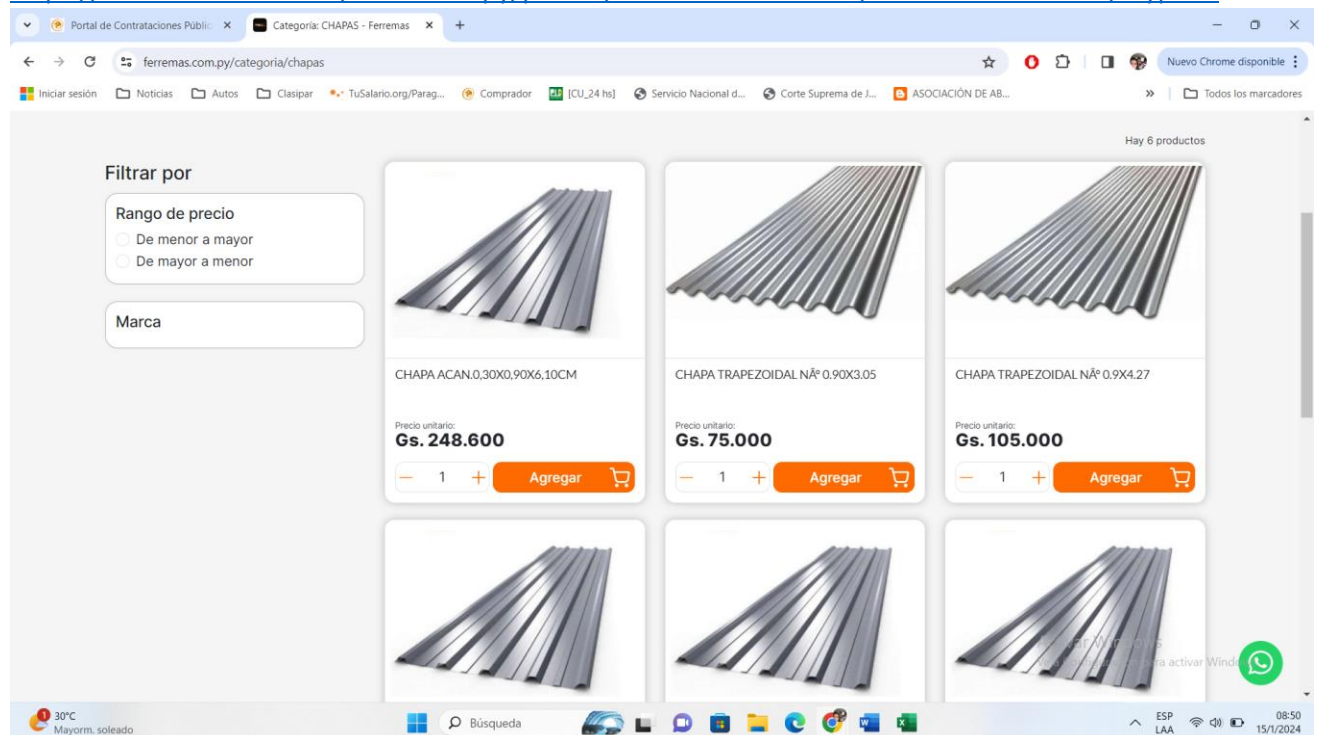 Portal de Contrataciones Públic
Categoría: CHAPAS - Ferremas
ferremas.com.py/categoria/chapas
Nuevo Chrome disponible
Iniciar sesión
Noticias
Autos
Clasipar
TuSalario.org/Parag...
Comprador
[CU_24 hs]
Servicio Nacional d...
Corte Suprema de J...
ASOCIACIÓN DE AB...
»
Todos los marcadores
Hay 6 productos
Filtrar por
Rango de precio
De menor a mayor
De mayor a menor
Marca
CHAPA ACAN.0,30X0,90X6,10CM
Precio unitario:
Gs. 248.600
1
Agregar
CHAPA TRAPEZOIDAL NÂº 0.90X3.05
Precio unitario:
Gs. 75.000
1
Agregar
CHAPA TRAPEZOIDAL NÂº 0.9X4.27
Precio unitario:
Gs. 105.000
1
Agregar
1
30°C
Mayorm. soleado
Búsqueda
ESP
LAA
08:50
15/1/2024